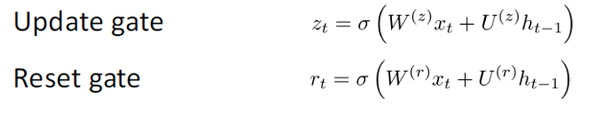 Update gate z_t = σ(W^{(z)}x_t + U^{(z)}h_{t−1})
Reset gate r_t = σ(W^{(r)}x_t + U^{(r)}h_{t−1})